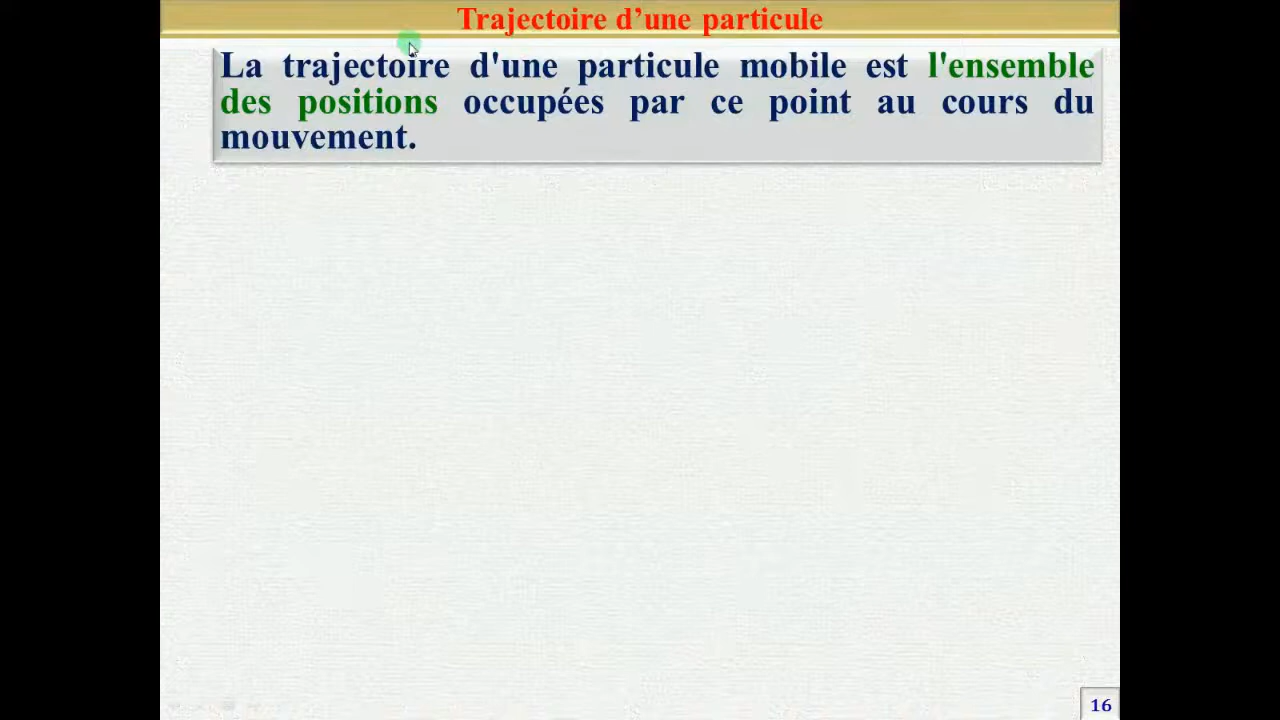 Trajectoire d’une particule
La trajectoire d'une particule mobile est l'ensemble
des positions occupées par ce point au cours du
mouvement.
16